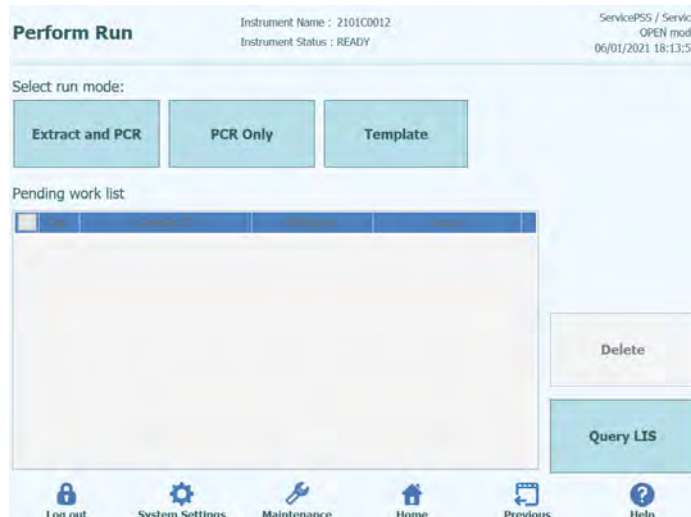 Perform Run
Instrument Name : 2101C0012
Instrument Status : READY
ServicePSS / Servic
OPEN mod
06/01/2021 18:13:5
Select run mode:
Extract and PCR
PCR Only
Template
Pending work list
Delete
Query LIS
Log out
System Settings
Maintenance
Home
Previous
Help